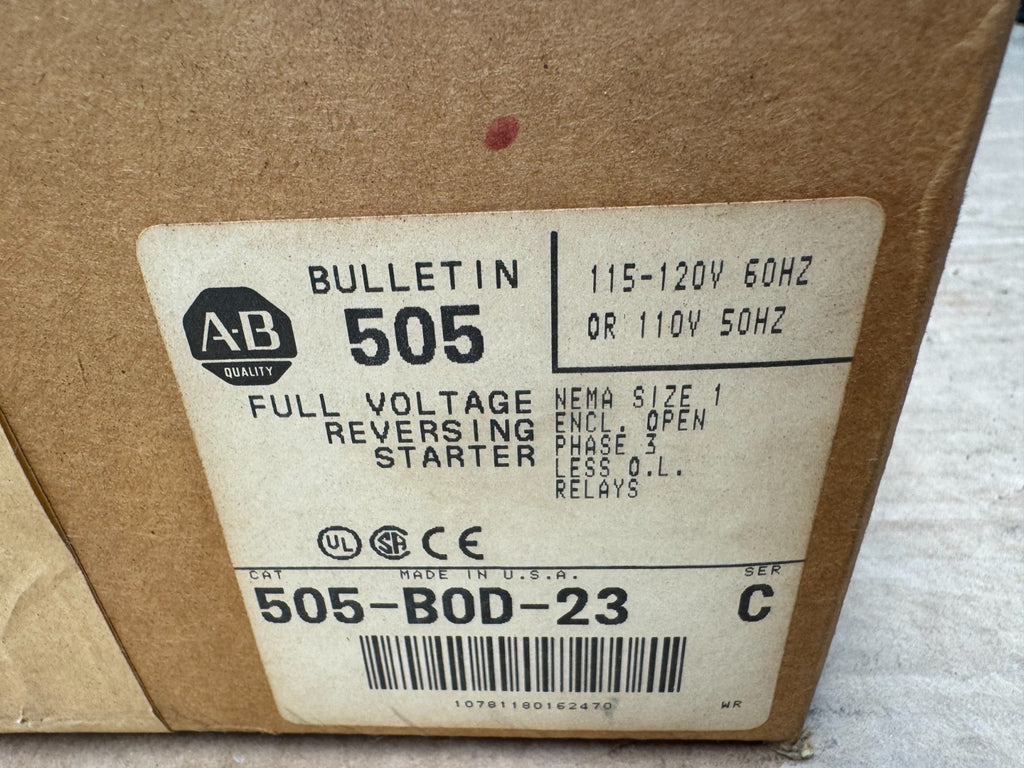 BULLETIN
505
A-B
QUALITY
115-120V 60HZ
OR 110V 50HZ
FULL VOLTAGE
REVERSING
STARTER
NEMA SIZE 1
ENCL. OPEN
PHASE 3
LESS O.L.
RELAYS
UL SA CE
CAT MADE IN U.S.A. SER
505-BOD-23 C
10781180162470 WR